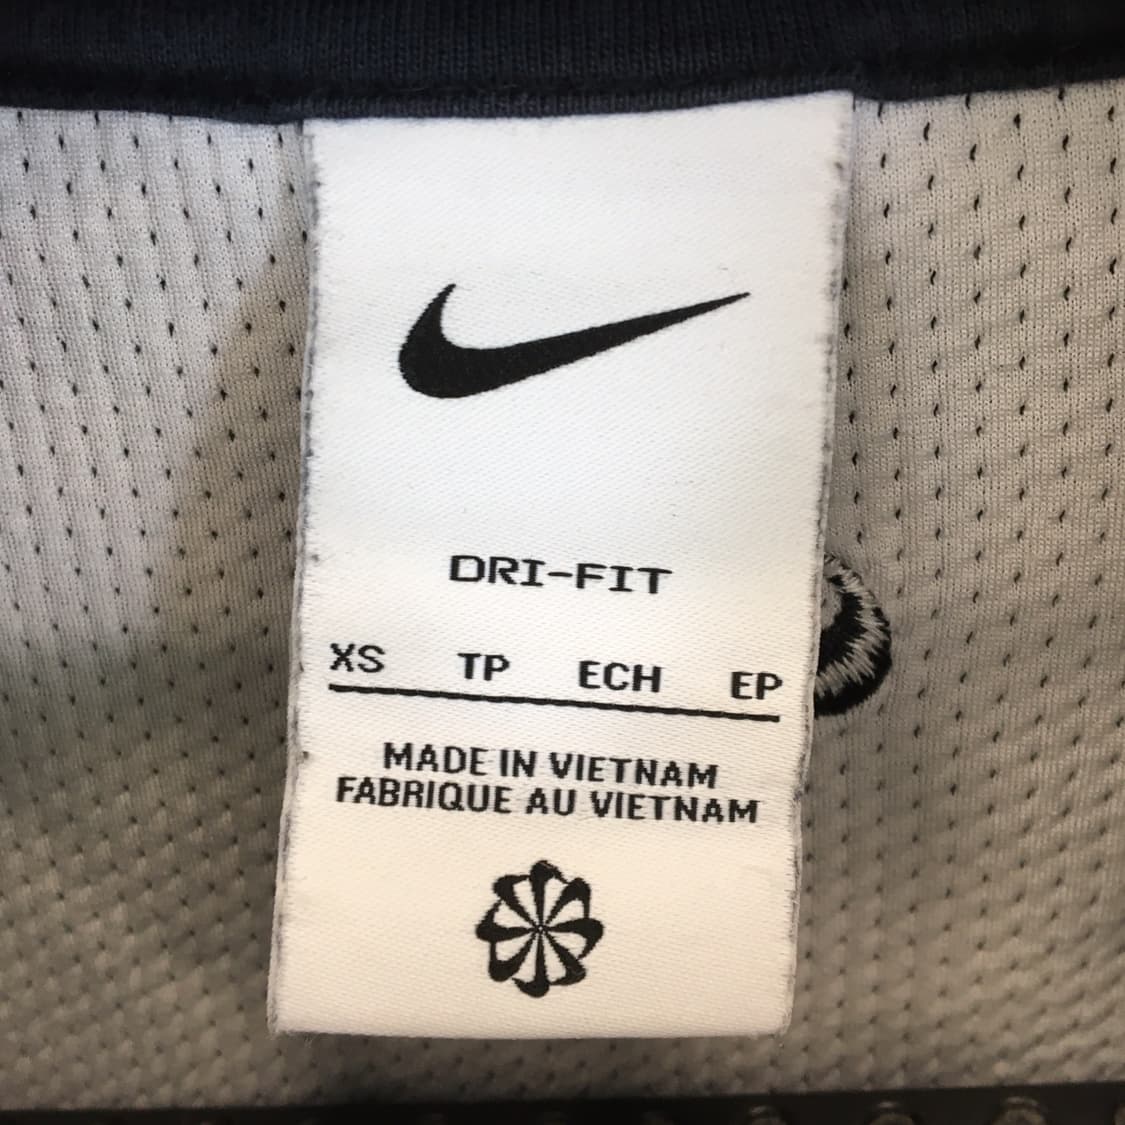 DRI-FIT
XS TP ECH EP
MADE IN VIETNAM
FABRIQUE AU VIETNAM